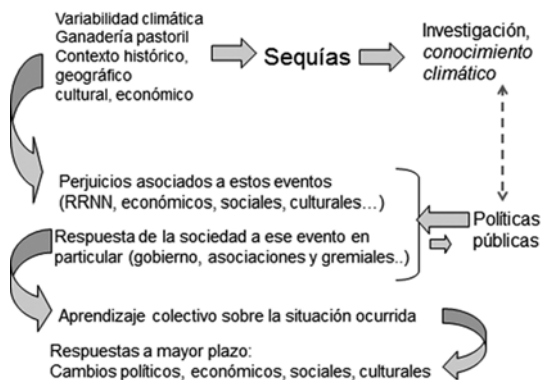 Variabilidad climática
Ganadería pastoril
Contexto histórico,
geográfico
cultural, económico
Sequías
Investigación,
conocimiento
climático
Perjuicios asociados a estos eventos
(RRNN, económicos, sociales, culturales…)
Respuesta de la sociedad a ese evento en
particular (gobierno, asociaciones y gremiales..)
Políticas
públicas
Aprendizaje colectivo sobre la situación ocurrida
Respuestas a mayor plazo:
Cambios políticos, económicos, sociales, culturales